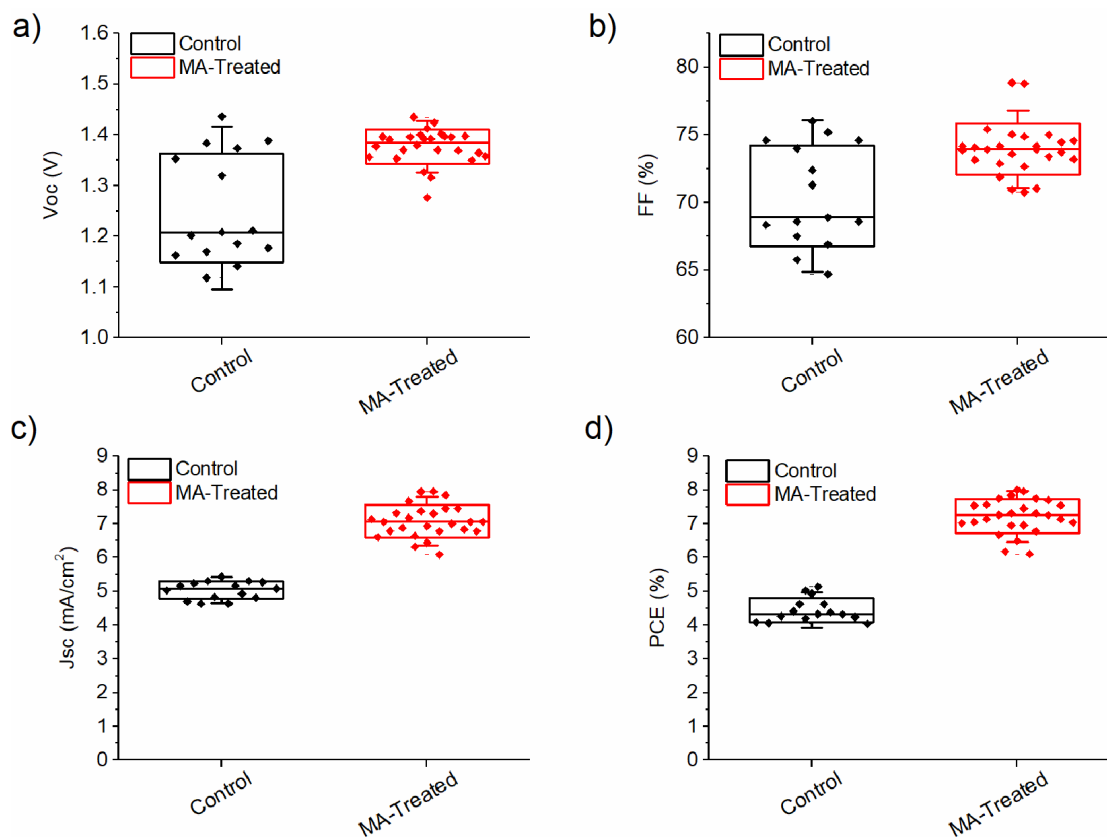 a)
1.6
1.5
1.4
1.3
1.2
1.1
1.0
Voc (V)
Control
MA-Treated
Control
MA-Treated
b)
80
75
70
65
60
FF (%)
Control
MA-Treated
Control
MA-Treated
c)
9
8
7
6
5
4
3
2
1
0
Jsc (mA/cm²)
Control
MA-Treated
Control
MA-Treated
d)
9
8
7
6
5
4
3
2
1
0
PCE (%)
Control
MA-Treated
Control
MA-Treated